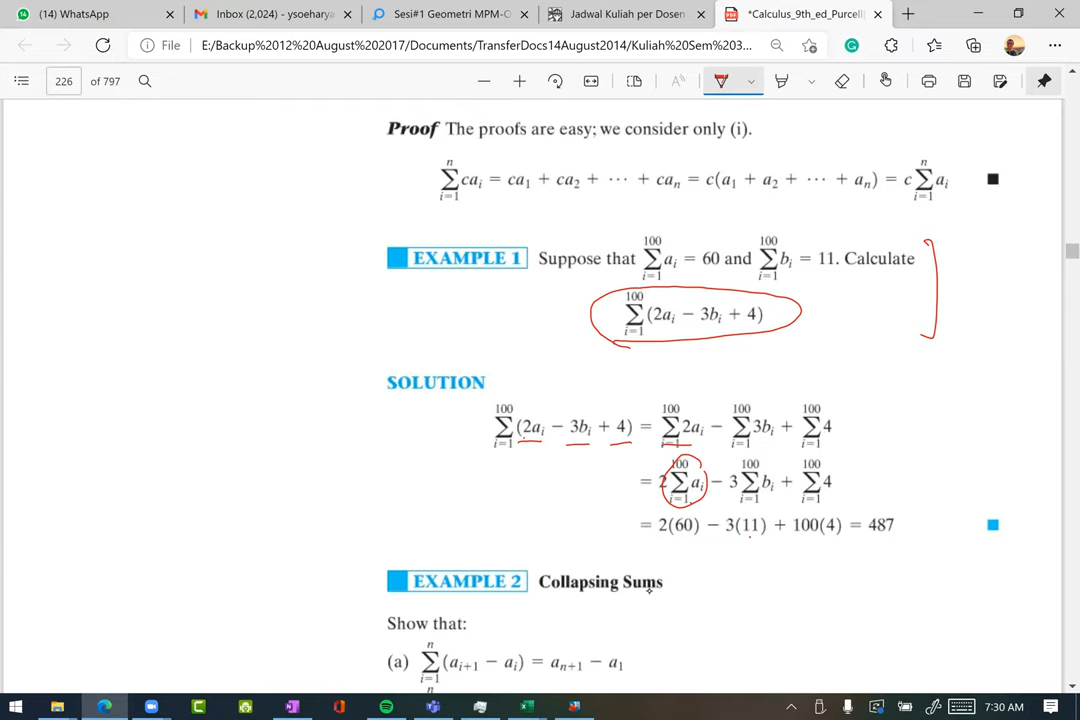 (14) WhatsApp
Inbox (2,024) - ysoehary
Sesi#1 Geometri MPM-O
Jadwal Kuliah per Dosen
*Calculus_9th_ed_Purcell
File
E:/Backup%2012%20August%202017/Documents/TransferDocs14August2014/Kuliah%20Sem%203...
226 of 797
Proof The proofs are easy; we consider only (i).
∑_{i=1}^{n} ca_i = ca_1 + ca_2 + ⋯ + ca_n = c(a_1 + a_2 + ⋯ + a_n) = c ∑_{i=1}^{n} a_i ■
EXAMPLE 1 Suppose that ∑_{i=1}^{100} a_i = 60 and ∑_{i=1}^{100} b_i = 11. Calculate
∑_{i=1}^{100} (2a_i − 3b_i + 4)
SOLUTION
∑_{i=1}^{100} (2a_i − 3b_i + 4) = ∑_{i=1}^{100} 2a_i − ∑_{i=1}^{100} 3b_i + ∑_{i=1}^{100} 4
= 2 ∑_{i=1}^{100} a_i − 3 ∑_{i=1}^{100} b_i + ∑_{i=1}^{100} 4
= 2(60) − 3(11) + 100(4) = 487
EXAMPLE 2 Collapsing Sums
Show that:
(a) ∑_{i=1}^{n} (a_{i+1} − a_i) = a_{n+1} − a_1
n
7:30 AM